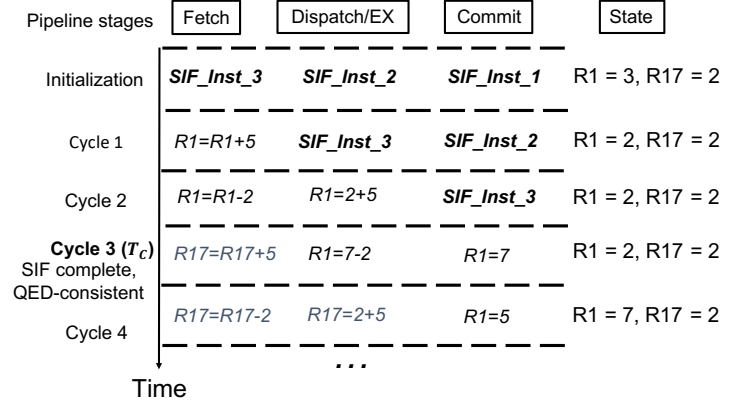 Pipeline stages Fetch Dispatch/EX Commit State
Initialization SIF_Inst_3 SIF_Inst_2 SIF_Inst_1 R1 = 3, R17 = 2
Cycle 1 R1=R1+5 SIF_Inst_3 SIF_Inst_2 R1 = 2, R17 = 2
Cycle 2 R1=R1-2 R1=2+5 SIF_Inst_3 R1 = 2, R17 = 2
Cycle 3 (T_C) R17=R17+5 R1=7-2 R1=7 R1 = 2, R17 = 2
SIF complete,
QED-consistent
Cycle 4 R17=R17-2 R17=2+5 R1=5 R1 = 7, R17 = 2
...
Time